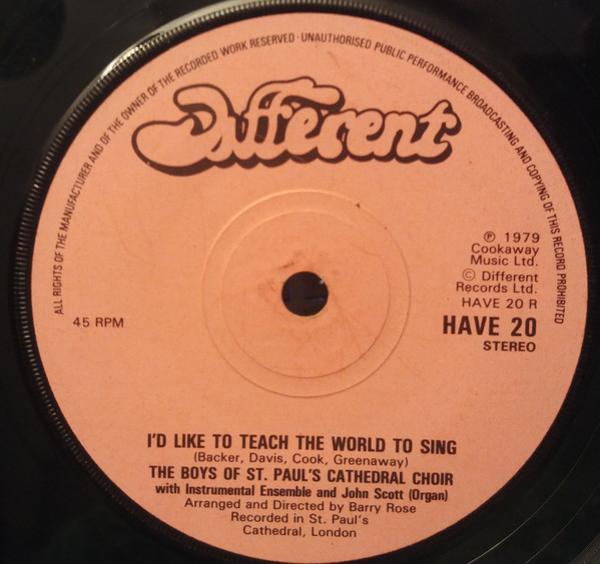 ALL RIGHTS OF THE MANUFACTURER AND OF THE OWNER OF THE RECORDED WORK RESERVED · UNAUTHORISED PUBLIC PERFORMANCE BROADCASTING AND COPYING OF THIS RECORD PROHIBITED
Different
℗ 1979
Cookaway
Music Ltd.
© Different
Records Ltd.
HAVE 20 R
45 RPM
HAVE 20
STEREO
I'D LIKE TO TEACH THE WORLD TO SING
(Backer, Davis, Cook, Greenaway)
THE BOYS OF ST. PAUL'S CATHEDRAL CHOIR
with Instrumental Ensemble and John Scott (Organ)
Arranged and Directed by Barry Rose
Recorded in St. Paul's
Cathedral, London